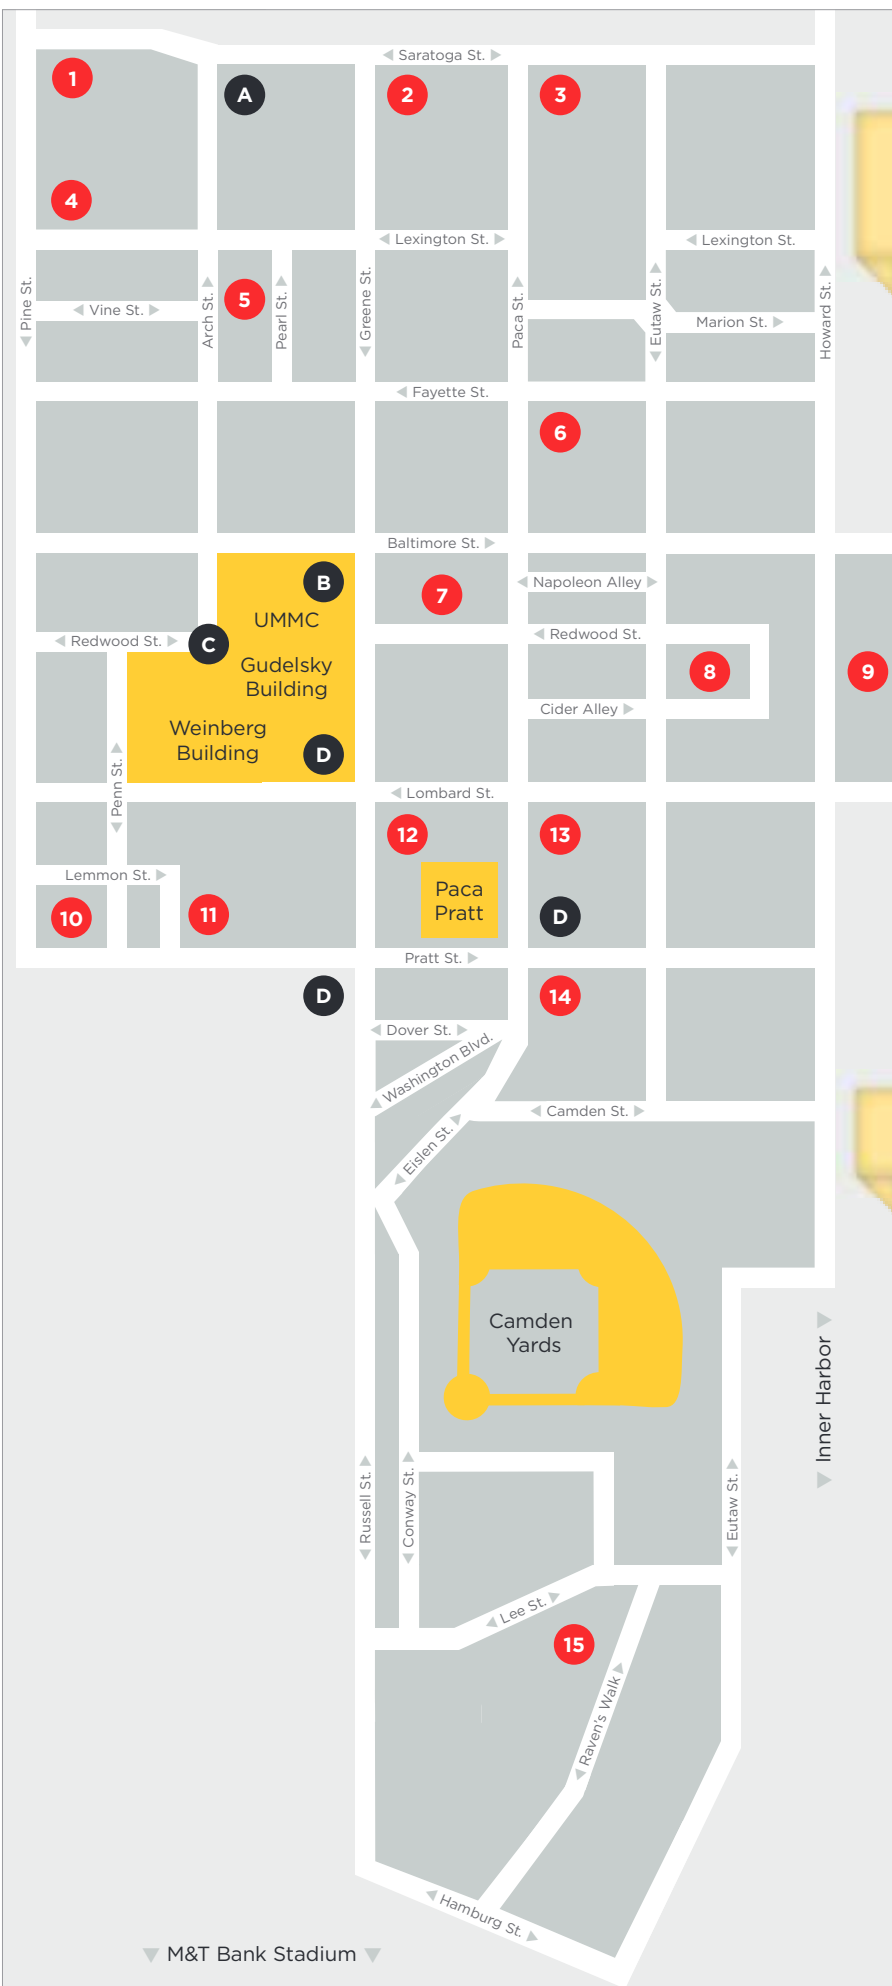 ◀ Saratoga St. ▶
1
A
2
3
4
◀ Lexington St. ▶
◀ Lexington St.
◀ Pine St.
◀ Vine St. ▶
Arch St. ▶
5
Pearl St. ▶
◀ Greene St.
Paca St. ▶
◀ Eutaw St. ▶
Marion St. ▶
Howard St. ▶
◀ Fayette St.
6
Baltimore St. ▶
B
7
◀ Napoleon Alley ▶
UMMC
◀ Redwood St. ▶
C
◀ Redwood St.
Gudelsky
Building
8
9
Cider Alley ▶
Weinberg
Building
D
◀ Penn St. ▶
◀ Lombard St.
12
13
Lemmon St. ▶
Paca
Pratt
10
11
D
Pratt St. ▶
D
14
◀ Dover St. ▶
◀ Washington Blvd.
◀ Camden St. ▶
◀ Eislen St. ▶
Camden
Yards
◀ Inner Harbor ▶
◀ Russell St. ▶
◀ Conway St. ▶
◀ Eutaw St. ▶
◀ Lee St. ▶
15
◀ Raven's Walk ▶
◀ Hamburg St. ▶
▼ M&T Bank Stadium ▼